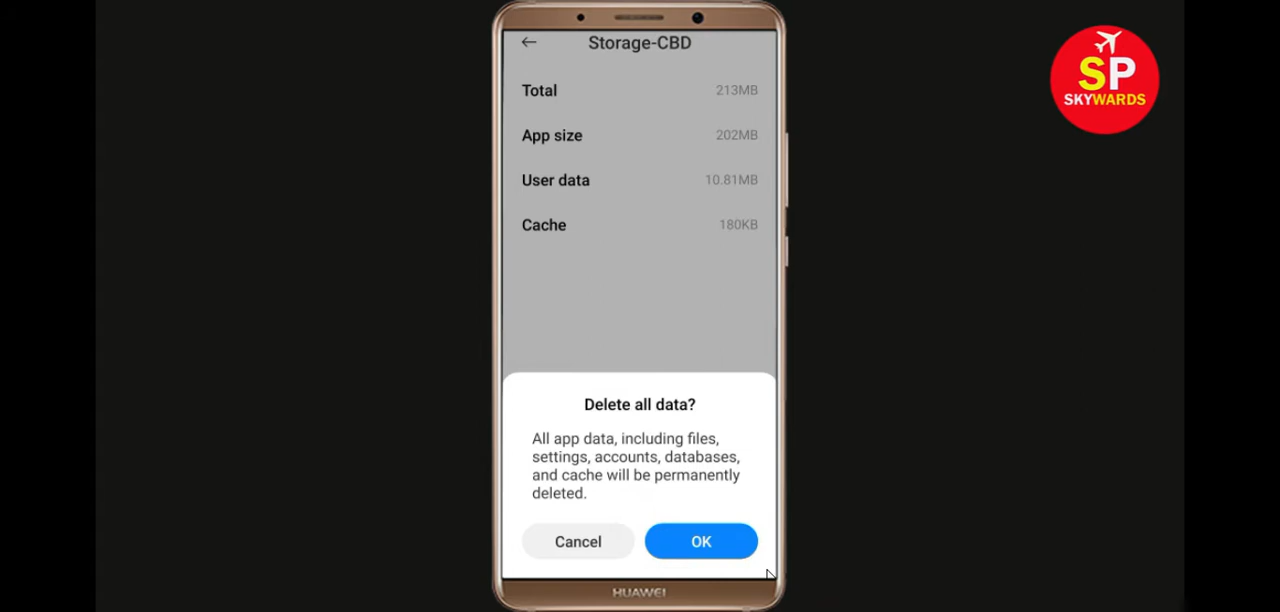 Storage-CBD
Total 213MB
App size 202MB
User data 10.81MB
Cache 180KB
Delete all data?
All app data, including files,
settings, accounts, databases,
and cache will be permanently
deleted.
Cancel OK
HUAWEI
SP
SKYWARDS